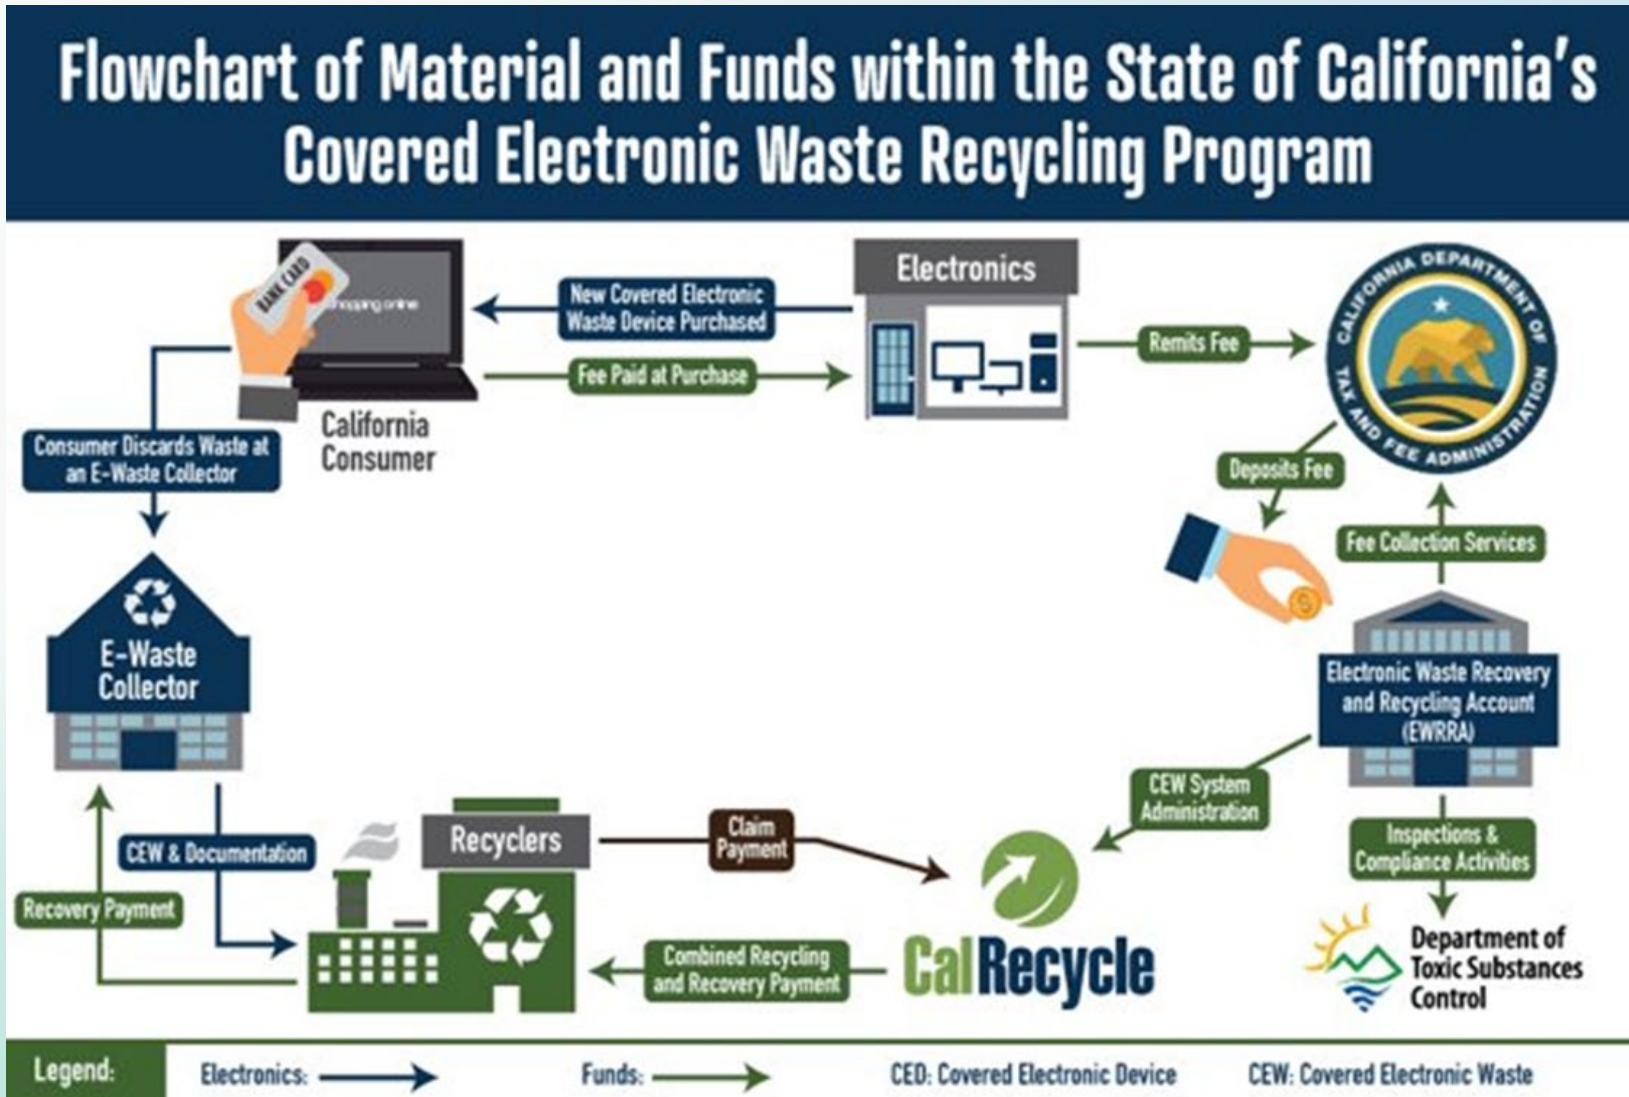 Flowchart of Material and Funds within the State of California's
Covered Electronic Waste Recycling Program
BANK CARD
hopping online
New Covered Electronic
Waste Device Purchased
Fee Paid at Purchase
California
Consumer
Electronics
Remits Fee
CALIFORNIA DEPARTMENT OF
TAX AND FEE ADMINISTRATION
Consumer Discards Waste at
an E-Waste Collector
Deposits Fee
Fee Collection Services
$
E-Waste
Collector
Electronic Waste Recovery
and Recycling Account
(EWRRA)
CEW System
Administration
Inspections &
Compliance Activities
CEW & Documentation
Recovery Payment
Recyclers
Claim
Payment
Combined Recycling
and Recovery Payment
CalRecycle
Department of
Toxic Substances
Control
Legend:
Electronics:
Funds:
CED: Covered Electronic Device
CEW: Covered Electronic Waste